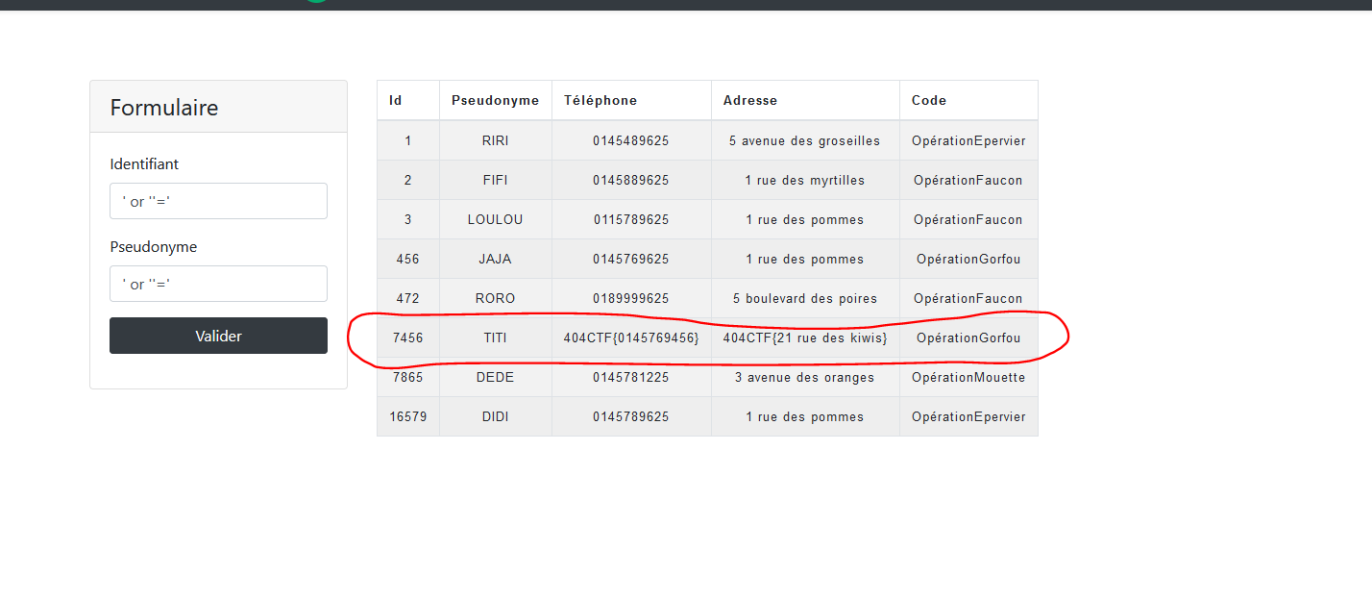 Formulaire
Identifiant
' or ''='
Pseudonyme
' or ''='
Valider
Id Pseudonyme Téléphone Adresse Code
1 RIRI 0145489625 5 avenue des groseilles OpérationEpervier
2 FIFI 0145889625 1 rue des myrtilles OpérationFaucon
3 LOULOU 0115789625 1 rue des pommes OpérationFaucon
456 JAJA 0145769625 1 rue des pommes OpérationGorfou
472 RORO 0189999625 5 boulevard des poires OpérationFaucon
7456 TITI 404CTF{0145769456} 404CTF{21 rue des kiwis} OpérationGorfou
7865 DEDE 0145781225 3 avenue des oranges OpérationMouette
16579 DIDI 0145789625 1 rue des pommes OpérationEpervier